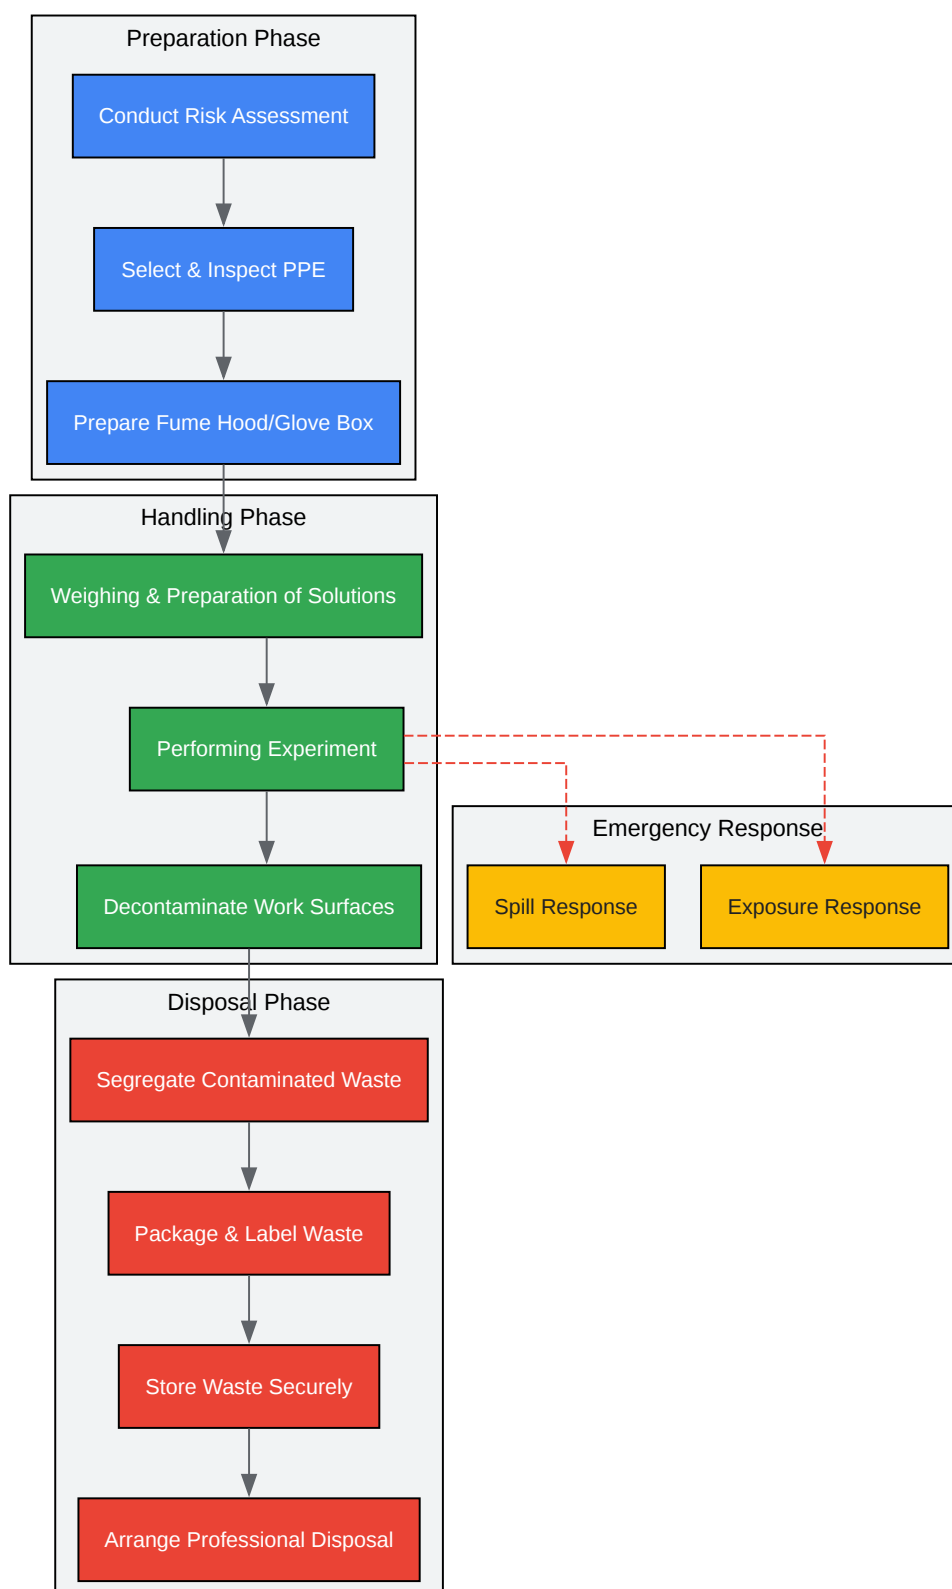 Preparation Phase
Conduct Risk Assessment
Select & Inspect PPE
Prepare Fume Hood/Glove Box
Handling Phase
Weighing & Preparation of Solutions
Performing Experiment
Decontaminate Work Surfaces
Emergency Response
Spill Response
Exposure Response
Disposal Phase
Segregate Contaminated Waste
Package & Label Waste
Store Waste Securely
Arrange Professional Disposal